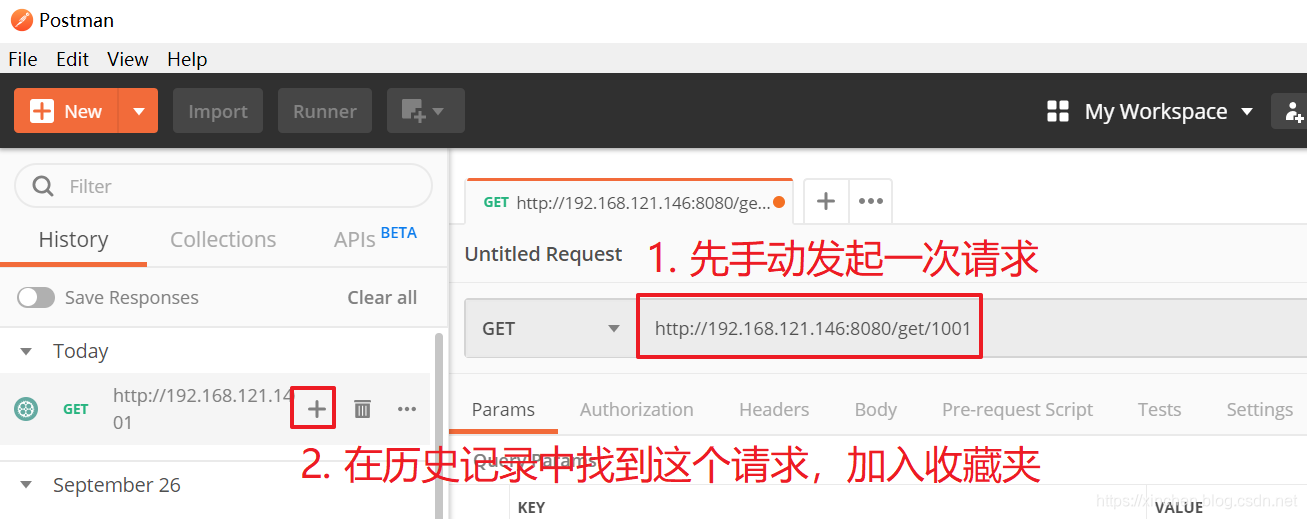 Postman
File Edit View Help
New Import Runner My Workspace
Filter
History Collections APIs BETA
Save Responses Clear all
Today
GET http://192.168.121.14
01
September 26
GET http://192.168.121.146:8080/ge...
Untitled Request
1. 先手动发起一次请求
GET http://192.168.121.146:8080/get/1001
Params Authorization Headers Body Pre-request Script Tests Settings
2. 在历史记录中找到这个请求，加入收藏夹
Query Params
KEY VALUE
https://xinchen.blog.csdn.net